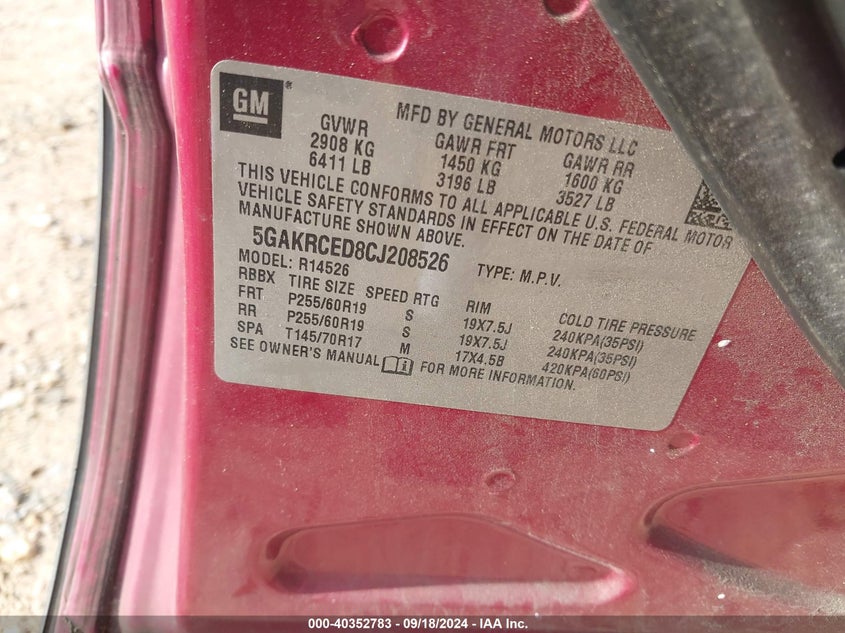 GM
MFD BY GENERAL MOTORS LLC
GVWR GAWR FRT GAWR RR
2908 KG 1450 KG 1600 KG
6411 LB 3196 LB 3527 LB
THIS VEHICLE CONFORMS TO ALL APPLICABLE U.S. FEDERAL MOTOR
VEHICLE SAFETY STANDARDS IN EFFECT ON THE DATE OF
MANUFACTURE SHOWN ABOVE.
5GAKRCED8CJ208526
MODEL: R14526 TYPE: M.P.V.
RBBX TIRE SIZE SPEED RTG RIM COLD TIRE PRESSURE
FRT P255/60R19 S 19X7.5J 240KPA(35PSI)
RR P255/60R19 S 19X7.5J 240KPA(35PSI)
SPA T145/70R17 M 17X4.5B 420KPA(60PSI)
SEE OWNER'S MANUAL FOR MORE INFORMATION.
000-40352783 - 09/18/2024 - IAA Inc.